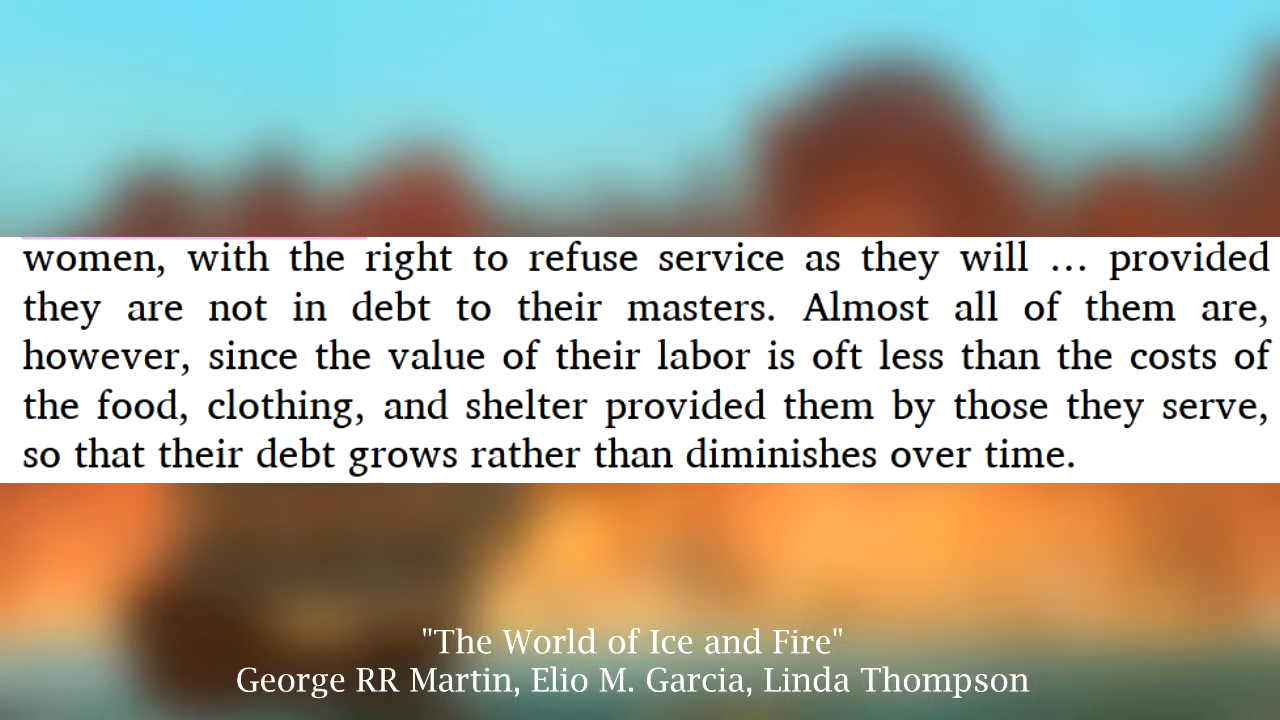 women, with the right to refuse service as they will … provided
they are not in debt to their masters. Almost all of them are,
however, since the value of their labor is oft less than the costs of
the food, clothing, and shelter provided them by those they serve,
so that their debt grows rather than diminishes over time.
"The World of Ice and Fire"
George RR Martin, Elio M. Garcia, Linda Thompson